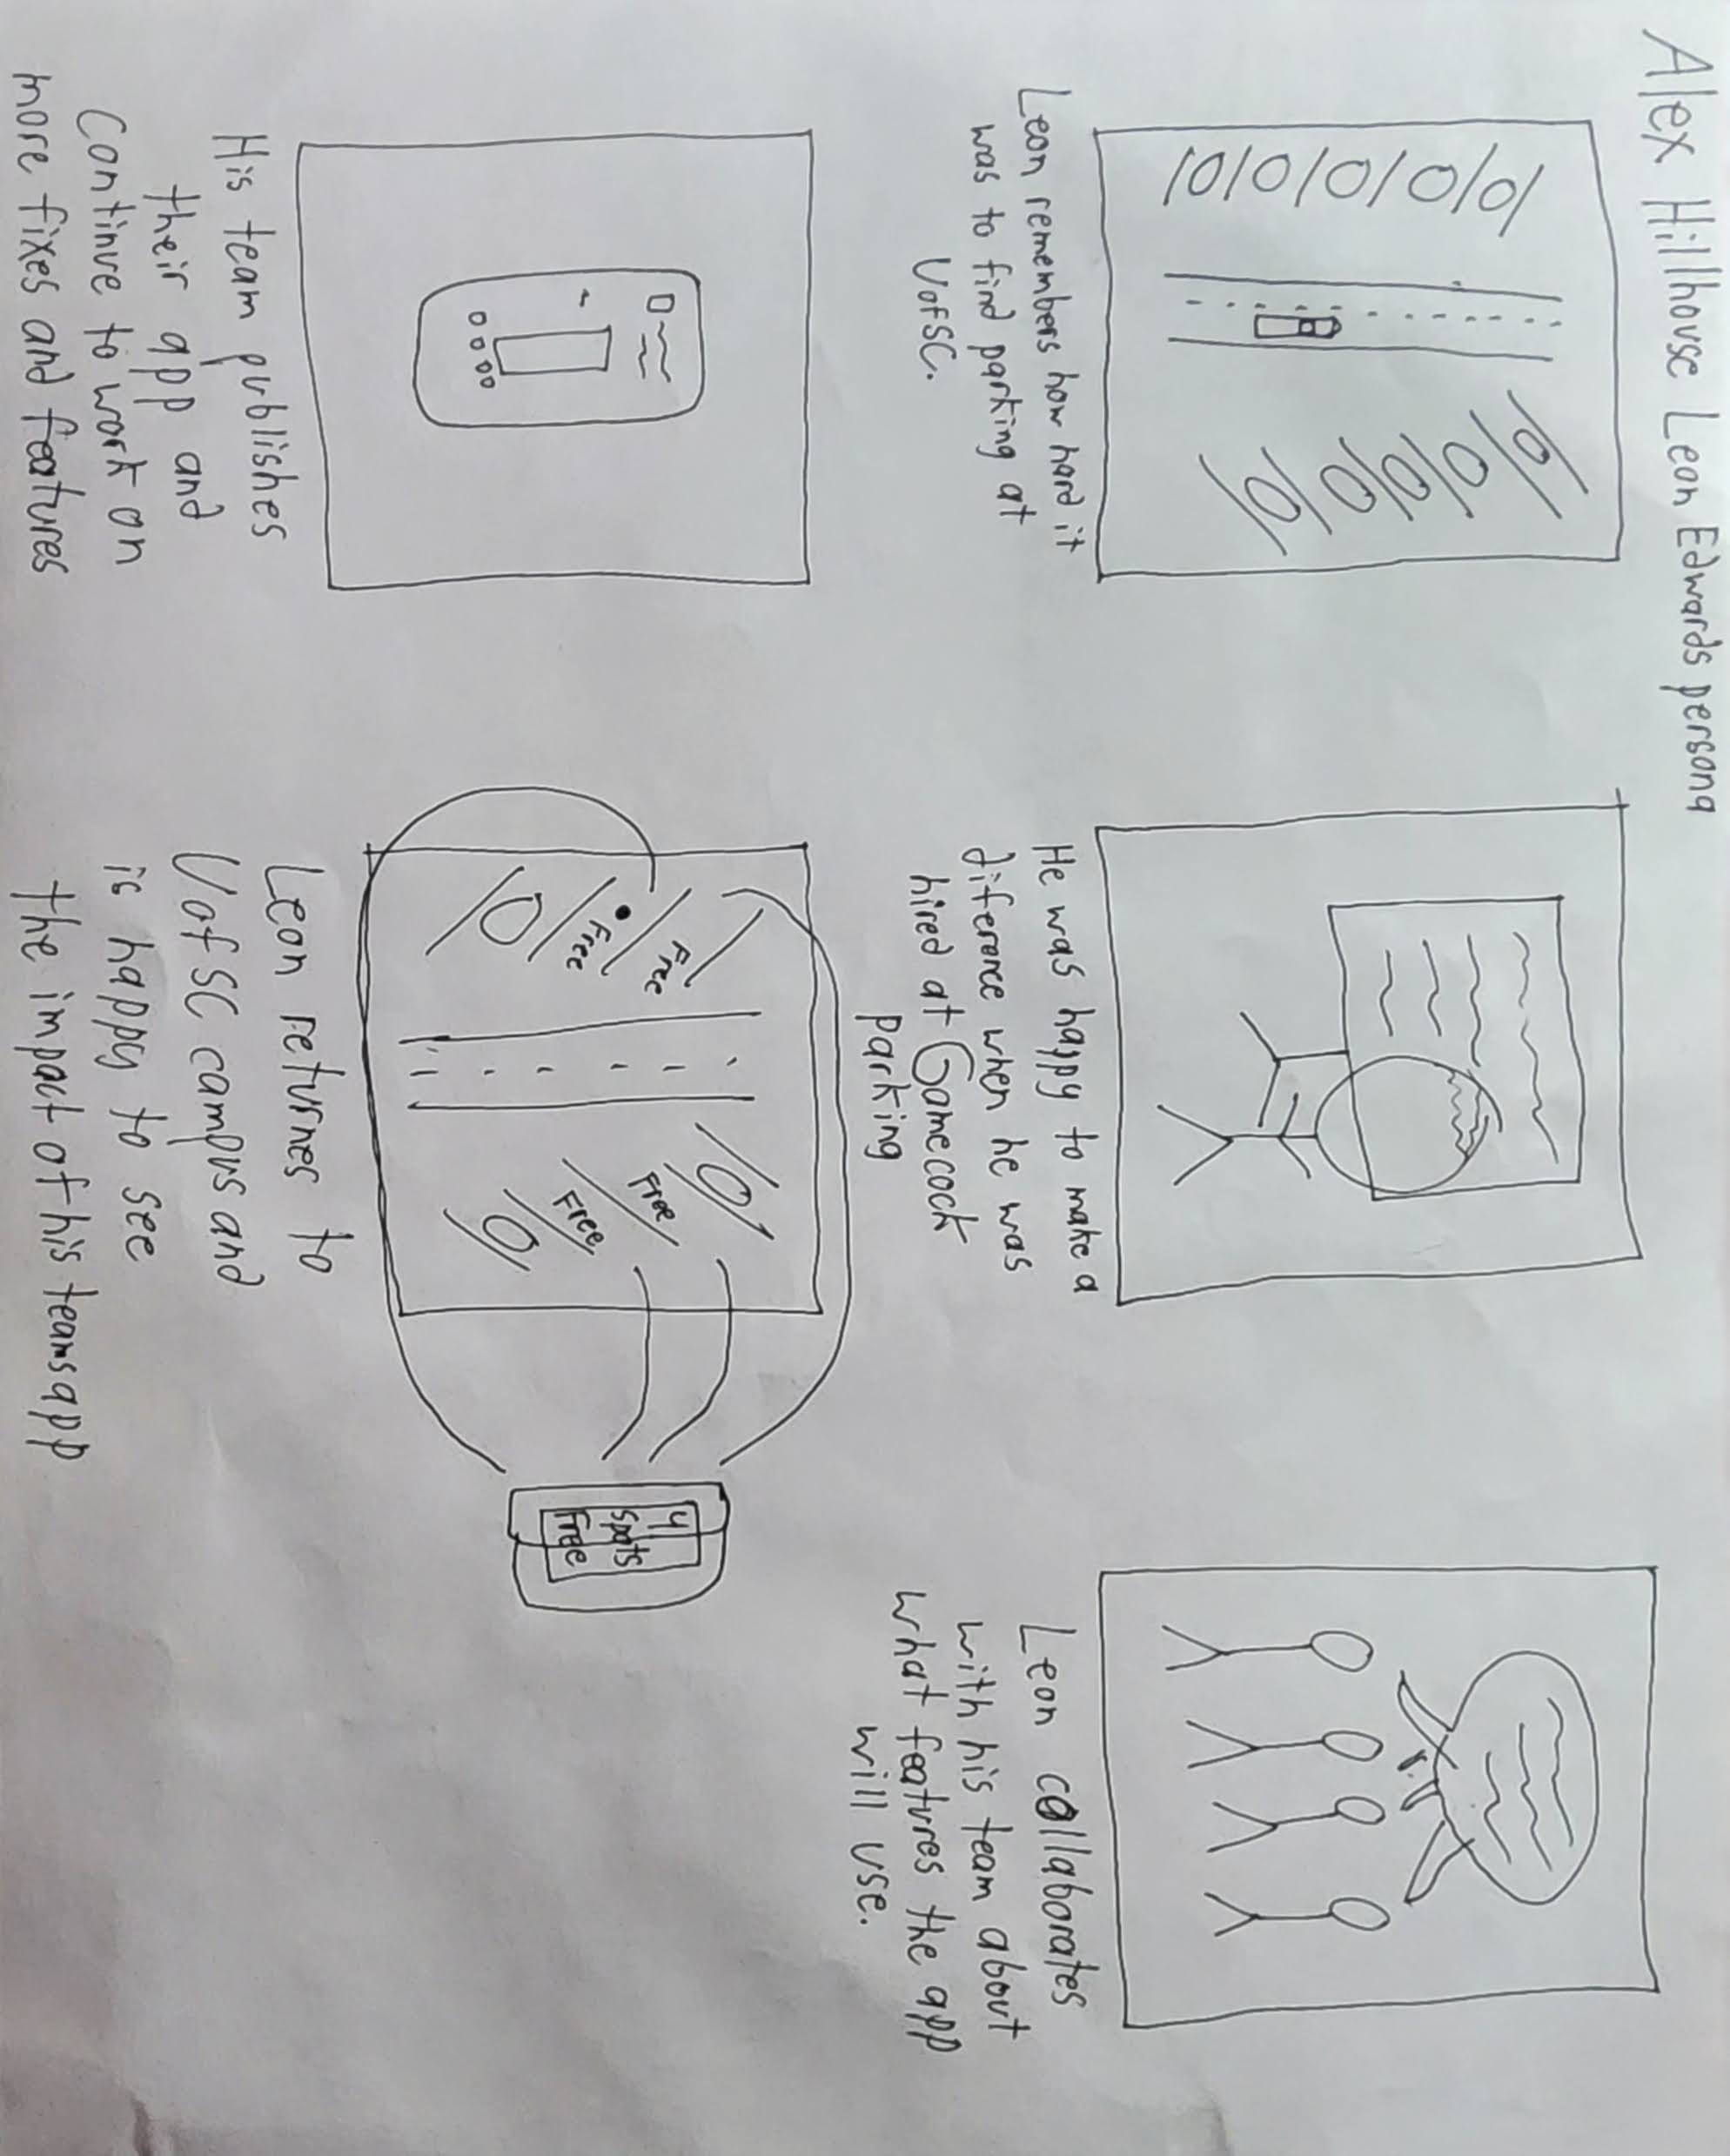 Alex Hillhouse Leon Edwards persona
Leon remembers how hard it
was to find parking at
UofSC.
He was happy to make a
diference when he was
hired at Gamecock
parking
Leon collaborates
with his team about
what features the app
will use.
His team publishes
their app and
continue to work on
more fixes and features
Free
Free
Free
Free
4
spots
Free
Leon returnes to
UofSC campus and
is happy to see
the impact of his teams app